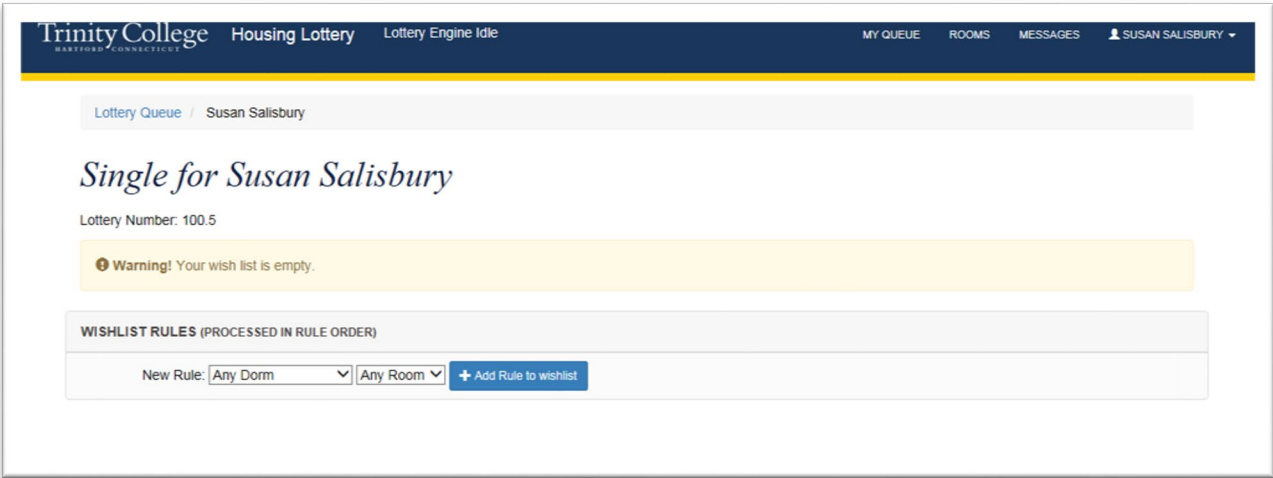 Trinity College Housing Lottery Lottery Engine Idle MY QUEUE ROOMS MESSAGES SUSAN SALISBURY
HARTFORD CONNECTICUT
Lottery Queue / Susan Salisbury
Single for Susan Salisbury
Lottery Number: 100.5
Warning! Your wish list is empty.
WISHLIST RULES (PROCESSED IN RULE ORDER)
New Rule: Any Dorm Any Room + Add Rule to wishlist